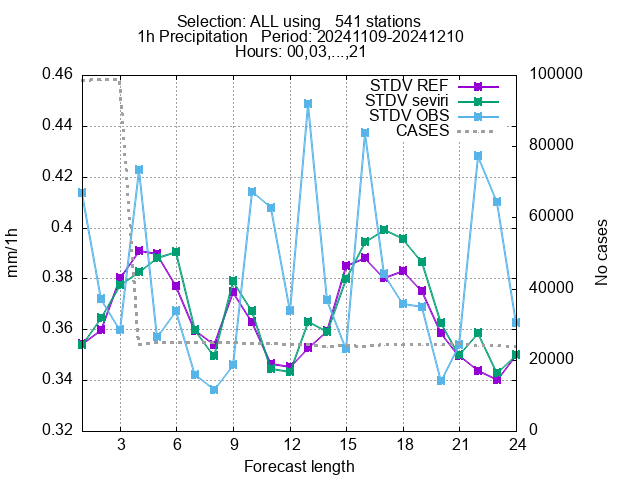 Selection: ALL using   541 stations
1h Precipitation   Period: 20241109-20241210
Hours: 00,03,...,21
0.46
0.44
0.42
0.4
0.38
0.36
0.34
0.32
mm/1h
STDV REF
STDV seviri
STDV OBS
CASES
100000
80000
60000
40000
20000
0
No cases
3
6
9
12
15
18
21
24
Forecast length